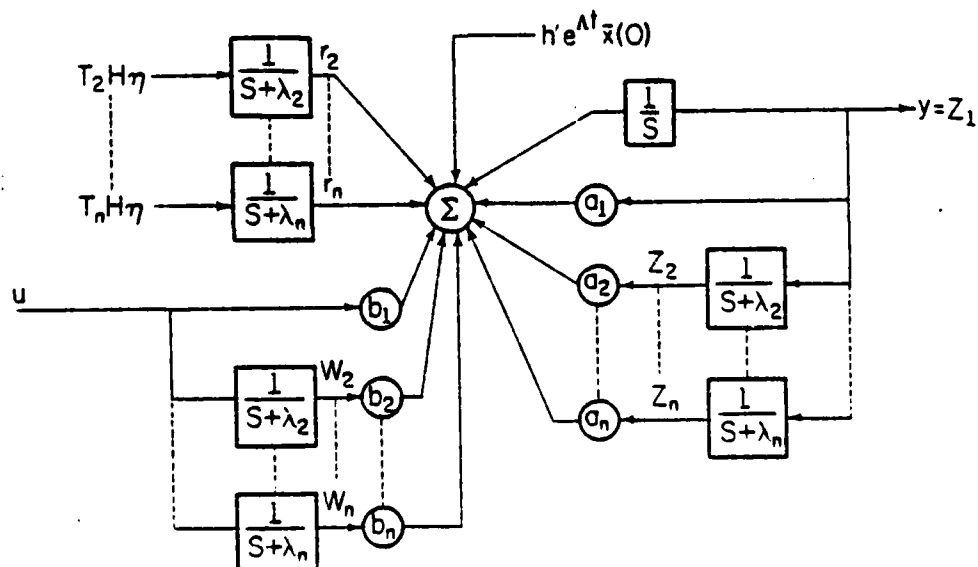 h'e^{Λt} x̄(0)
T₂Hη
1
S+λ₂
r₂
1
S
y=Z₁
TₙHη
1
S+λₙ
rₙ
Σ
a₁
u
b₁
a₂
Z₂
1
S+λ₂
1
S+λ₂
W₂
b₂
aₙ
Zₙ
1
S+λₙ
1
S+λₙ
Wₙ
bₙ